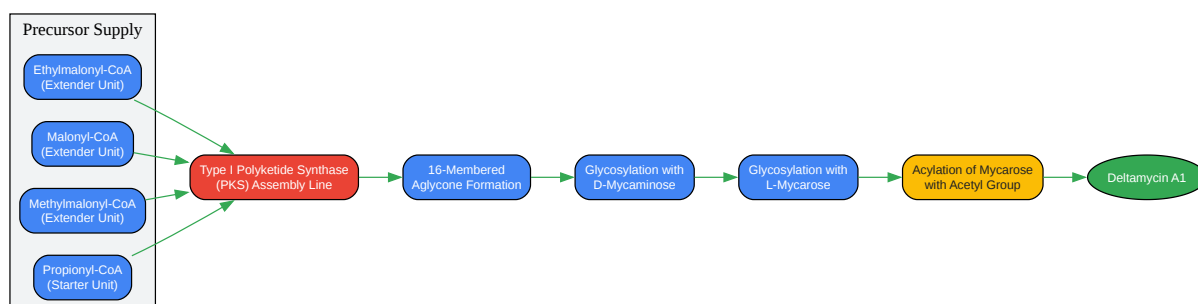 Precursor Supply
Ethylmalonyl-CoA
(Extender Unit)
Malonyl-CoA
(Extender Unit)
Methylmalonyl-CoA
(Extender Unit)
Propionyl-CoA
(Starter Unit)
Type I Polyketide Synthase
(PKS) Assembly Line
16-Membered
Aglycone Formation
Glycosylation with
D-Mycaminose
Glycosylation with
L-Mycarose
Acylation of Mycarose
with Acetyl Group
Deltamycin A1